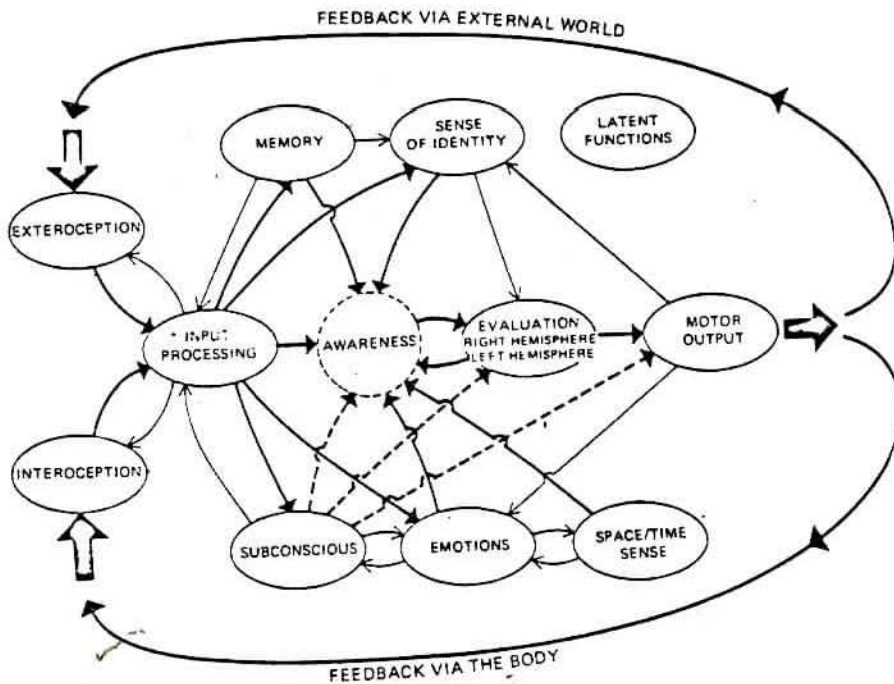 FEEDBACK VIA EXTERNAL WORLD
MEMORY
SENSE
OF IDENTITY
LATENT
FUNCTIONS
EXTEROCEPTION
INPUT
PROCESSING
AWARENESS
EVALUATION
RIGHT HEMISPHERE
LEFT HEMISPHERE
MOTOR
OUTPUT
INTEROCEPTION
SUBCONSCIOUS
EMOTIONS
SPACE/TIME
SENSE
FEEDBACK VIA THE BODY